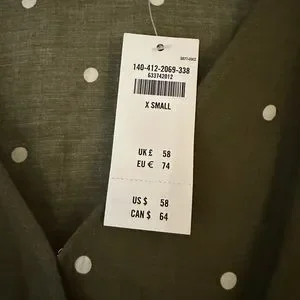 140-412-2069-338
633742012
X SMALL
UK £ 58
EU € 74
US $ 58
CAN $ 64